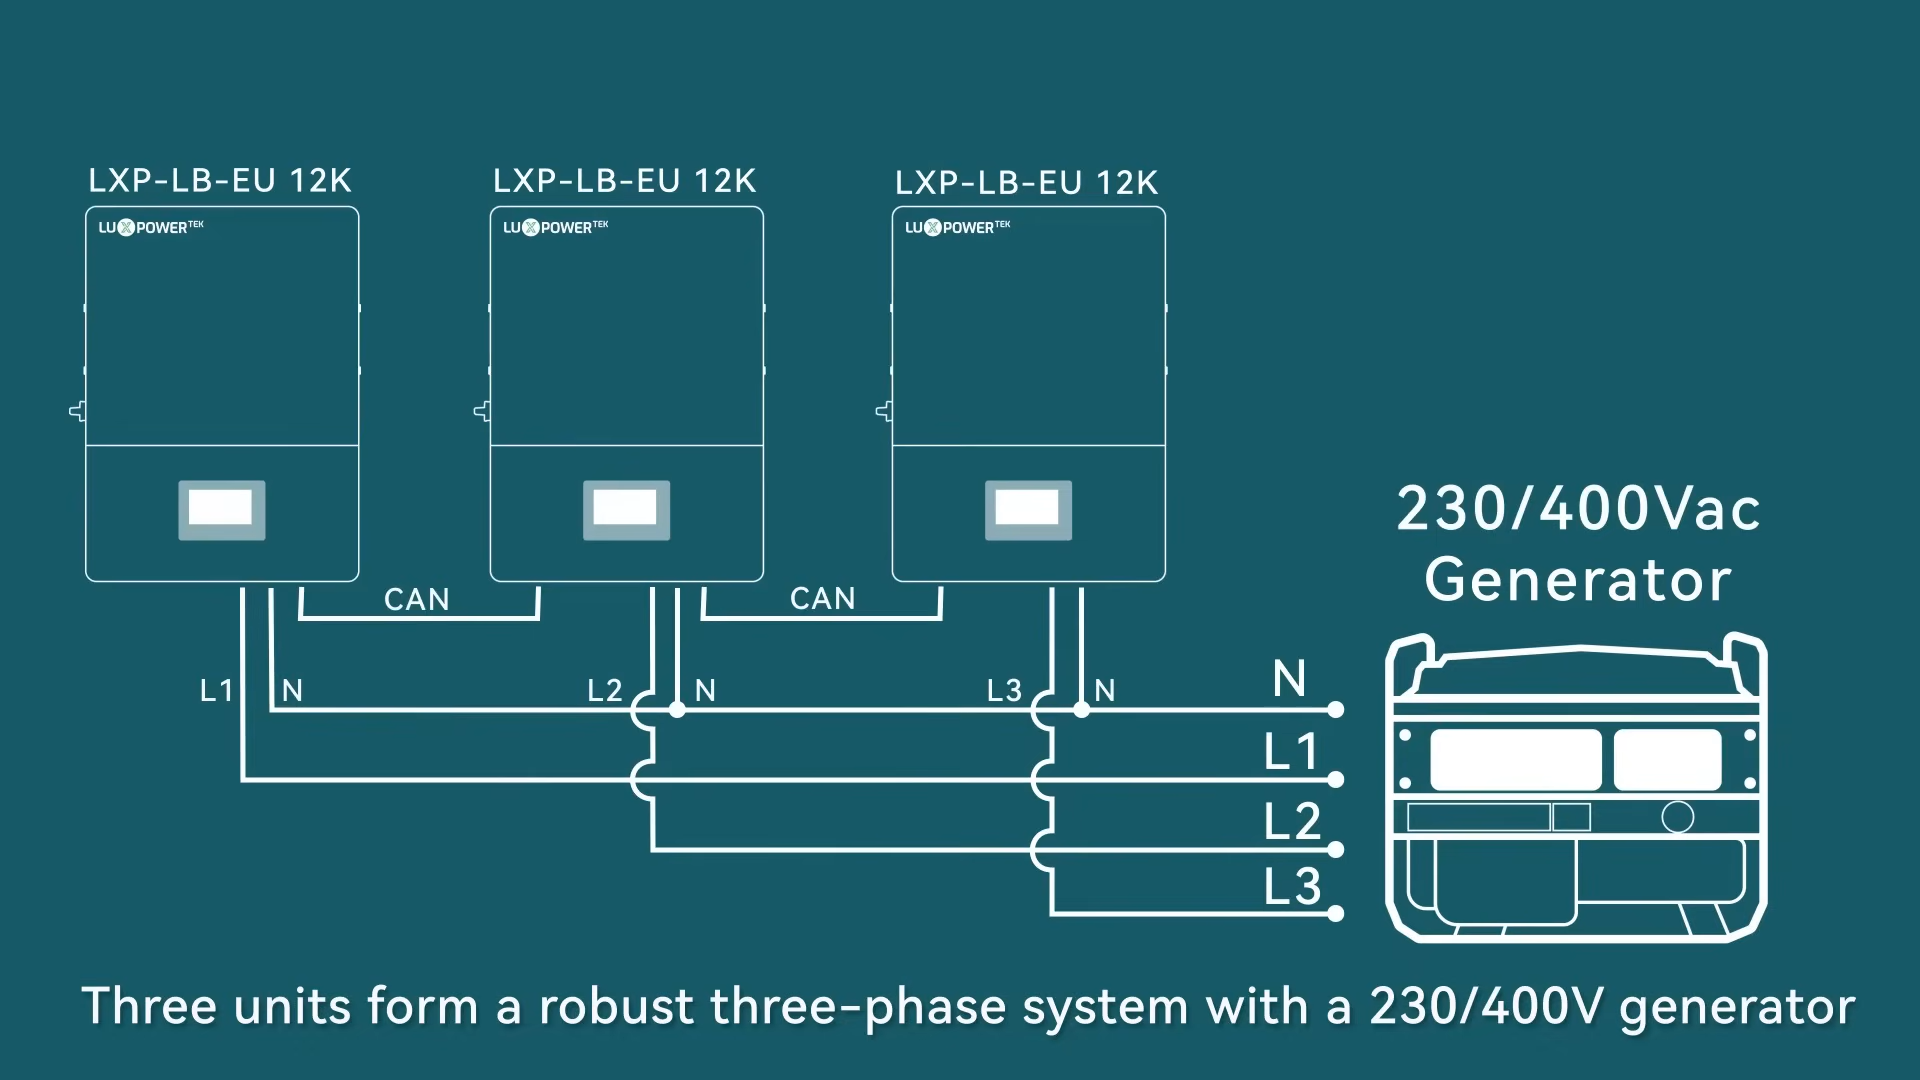 LXP-LB-EU 12K
LXP-LB-EU 12K
LXP-LB-EU 12K
LUXPOWERTEK
LUXPOWERTEK
LUXPOWERTEK
230/400Vac
Generator
CAN
CAN
L1
N
L2
N
L3
N
N
L1
L2
L3
Three units form a robust three-phase system with a 230/400V generator